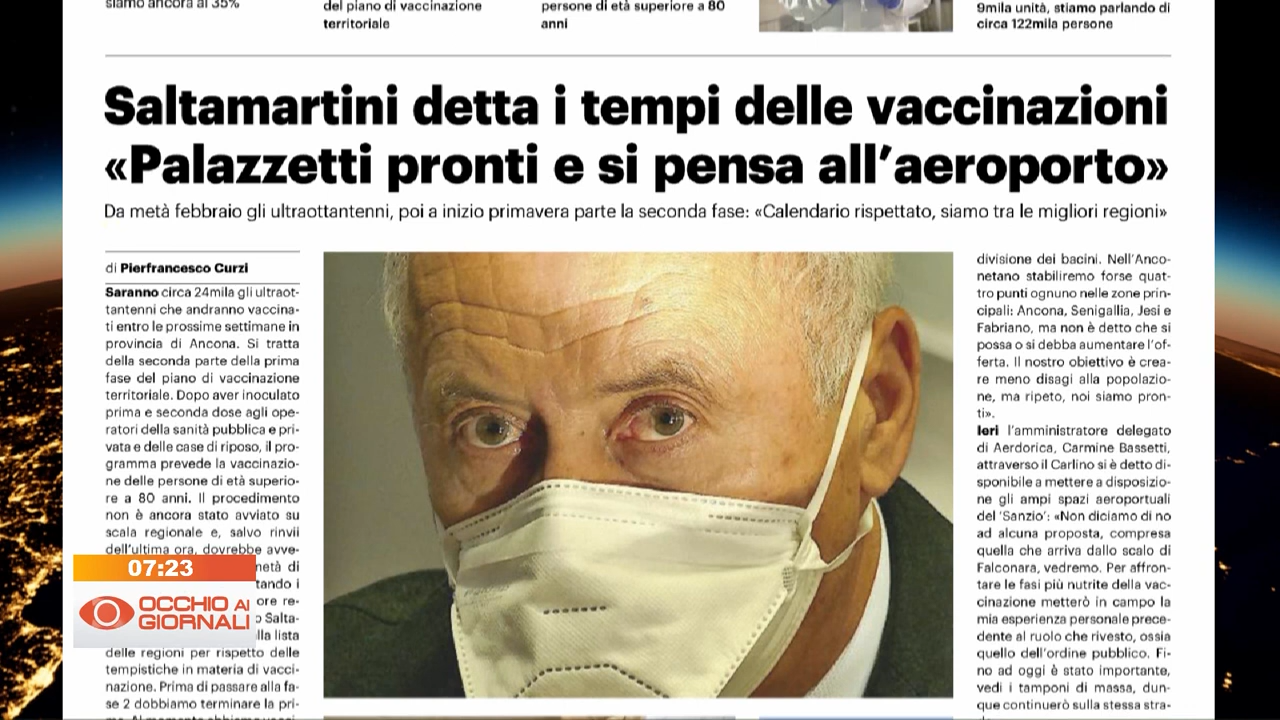 siamo ancora al 35%
del piano di vaccinazione
territoriale
persone di età superiore a 80
anni
9mila unità, stiamo parlando di
circa 122mila persone
Saltamartini detta i tempi delle vaccinazioni
«Palazzetti pronti e si pensa all'aeroporto»
Da metà febbraio gli ultraottantenni, poi a inizio primavera parte la seconda fase: «Calendario rispettato, siamo tra le migliori regioni»
di Pierfrancesco Curzi
Saranno circa 24mila gli ultraot-
tantenni che andranno vaccina-
ti entro le prossime settimane in
provincia di Ancona. Si tratta
della seconda parte della prima
fase del piano di vaccinazione
territoriale. Dopo aver inoculato
prima e seconda dose agli ope-
ratori della sanità pubblica e pri-
vata e delle case di riposo, il pro-
gramma prevede la vaccinazio-
ne delle persone di età superio-
re a 80 anni. Il procedimento
non è ancora stato avviato su
scala regionale e, salvo rinvii
dell'ultima ora, dovrebbe avve-
metà di
tando i
ore re-
o Salta-
lla lista
delle regioni per rispetto delle
tempistiche in materia di vacci-
nazione. Prima di passare alla fa-
se 2 dobbiamo terminare la pri-
divisione dei bacini. Nell'Anco-
netano stabiliremo forse quat-
tro punti ognuno nelle zone prin-
cipali: Ancona, Senigallia, Jesi e
Fabriano, ma non è detto che si
possa o si debba aumentare l'of-
ferta. Il nostro obiettivo è crea-
re meno disagi alla popolazio-
ne, ma ripeto, noi siamo pron-
ti».
Ieri l'amministratore delegato
di Aerdorica, Carmine Bassetti,
attraverso il Carlino si è detto di-
sponibile a mettere a disposizio-
ne gli ampi spazi aeroportuali
del 'Sanzio': «Non diciamo di no
ad alcuna proposta, compresa
quella che arriva dallo scalo di
Falconara, vedremo. Per affron-
tare le fasi più nutrite della vac-
cinazione metterò in campo la
mia esperienza personale prece-
dente al ruolo che rivesto, ossia
quello dell'ordine pubblico. Fi-
no ad oggi è stato importante,
vedi i tamponi di massa, dun-
que continuerò sulla stessa stra-
07:23
OCCHIO AI
GIORNALI